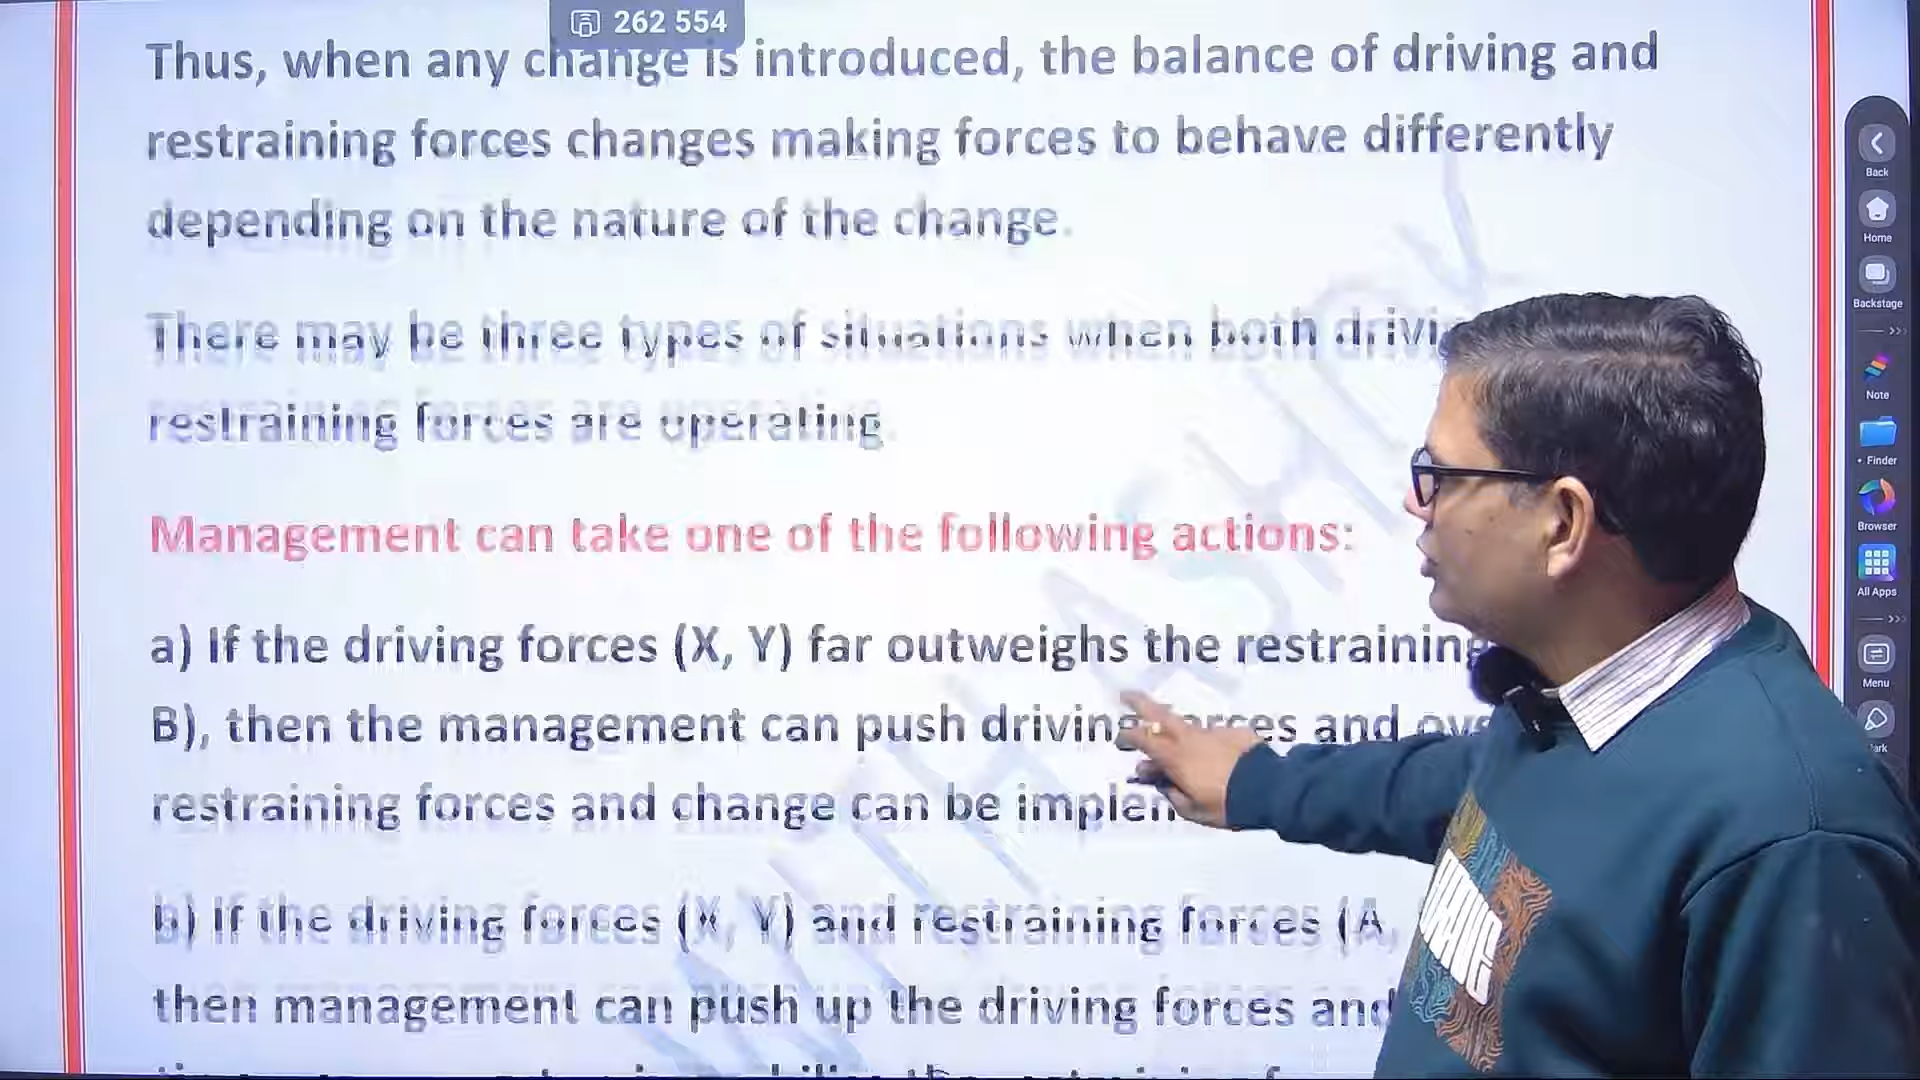 262 554
Thus, when any change is introduced, the balance of driving and
restraining forces changes making forces to behave differently
depending on the nature of the change.
There may be three types of situations when both
restraining forces are operating.
Management can take one of the following actions:
a) If the driving forces (X, Y) far outweighs the restraining
B), then the management can push driving forces and
restraining forces and change can be
b) If the driving forces (X, Y) and restraining forces (A,
then management can push up the driving forces and
Back
Home
Backstage
Note
Finder
Browser
All Apps
Menu
WITH ASHOK